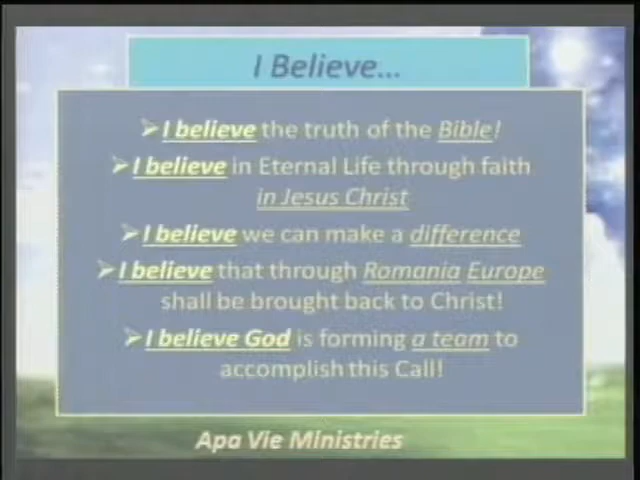 I Believe...
➤I believe the truth of the Bible!
➤I believe in Eternal Life through faith
in Jesus Christ
➤I believe we can make a difference
➤I believe that through Romania Europe
shall be brought back to Christ!
➤I believe God is forming a team to
accomplish this Call!
Apa Vie Ministries